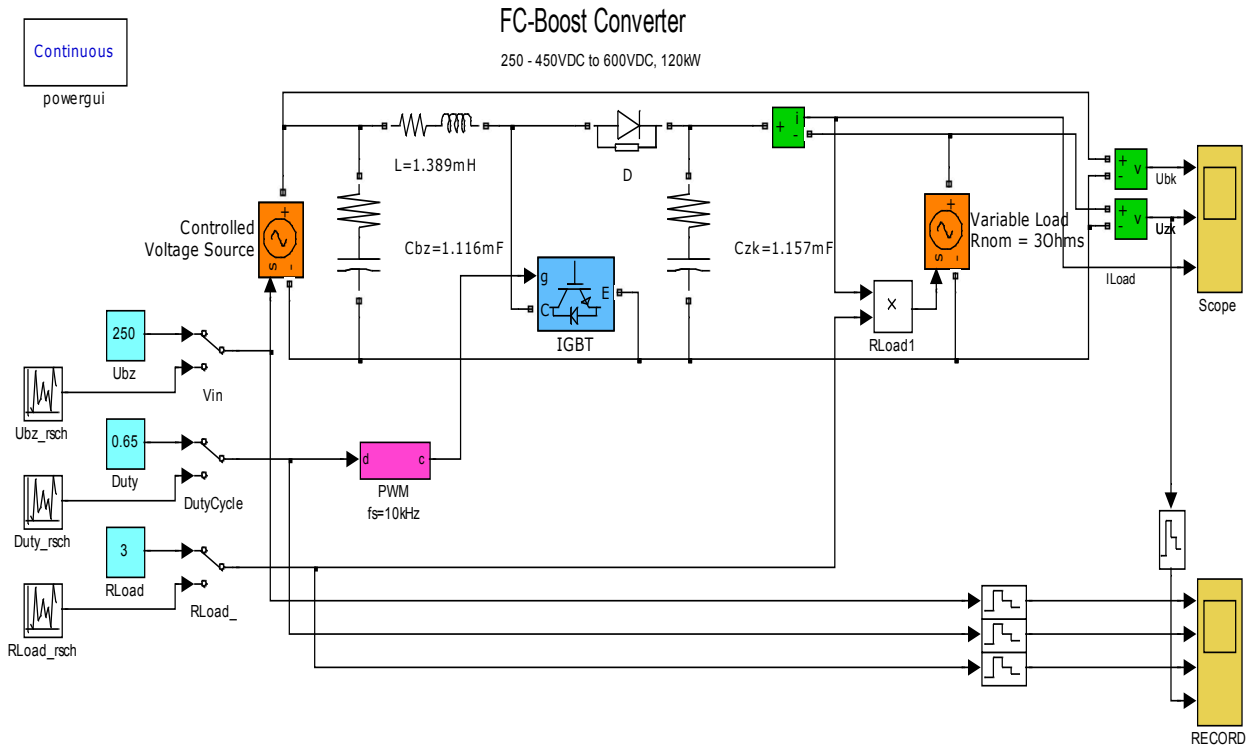 FC-Boost Converter
250 - 450VDC to 600VDC, 120kW
Continuous
powergui
L=1.389mH
D
+
i
-
+
-
v
Ubk
+
-
v
Uzk
ILoad
Scope
Controlled
Voltage Source
+
s
-
Cbz=1.116mF
g
C
E
IGBT
Czk=1.157mF
+
s
-
Variable Load
Rnom = 3Ohms
x
RLoad1
250
Ubz
Vin
Ubz_rsch
0.65
Duty
DutyCycle
Duty_rsch
d
c
PWM
fs=10kHz
3
RLoad
RLoad_
RLoad_rsch
RECORD